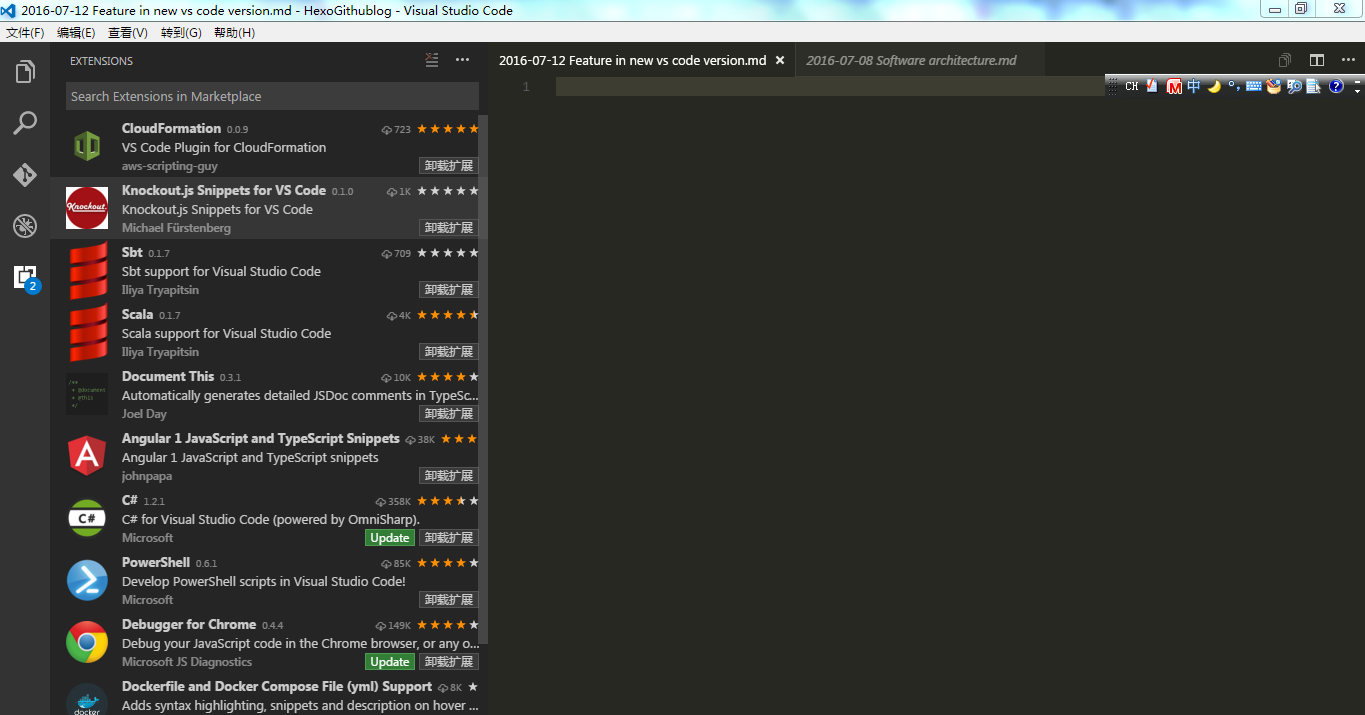 2016-07-12 Feature in new vs code version.md - HexoGithublog - Visual Studio Code
文件(F) 编辑(E) 查看(V) 转到(G) 帮助(H)
EXTENSIONS
Search Extensions in Marketplace
CloudFormation 0.0.9 723
VS Code Plugin for CloudFormation
aws-scripting-guy 卸载扩展
Knockout.js Snippets for VS Code 0.1.0 1K
Knockout.js Snippets for VS Code
Knockout.
Michael Fürstenberg 卸载扩展
Sbt 0.1.7 709
Sbt support for Visual Studio Code
Iliya Tryapitsin 卸载扩展
2
Scala 0.1.7 4K
Scala support for Visual Studio Code
Iliya Tryapitsin 卸载扩展
Document This 0.3.1 10K
Automatically generates detailed JSDoc comments in TypeSc...
Joel Day 卸载扩展
/**
* @document
* @this
*/
Angular 1 JavaScript and TypeScript Snippets 38K
Angular 1 JavaScript and TypeScript snippets
A
johnpapa 卸载扩展
C# 1.2.1 358K
C# for Visual Studio Code (powered by OmniSharp).
C#
Microsoft Update 卸载扩展
PowerShell 0.6.1 85K
Develop PowerShell scripts in Visual Studio Code!
Microsoft 卸载扩展
Debugger for Chrome 0.4.4 149K
Debug your JavaScript code in the Chrome browser, or any o...
Microsoft JS Diagnostics Update 卸载扩展
Dockerfile and Docker Compose File (yml) Support 8K
Adds syntax highlighting, snippets and description on hover ...
docker
2016-07-12 Feature in new vs code version.md 2016-07-08 Software architecture.md
1
CH M 中 °, ?